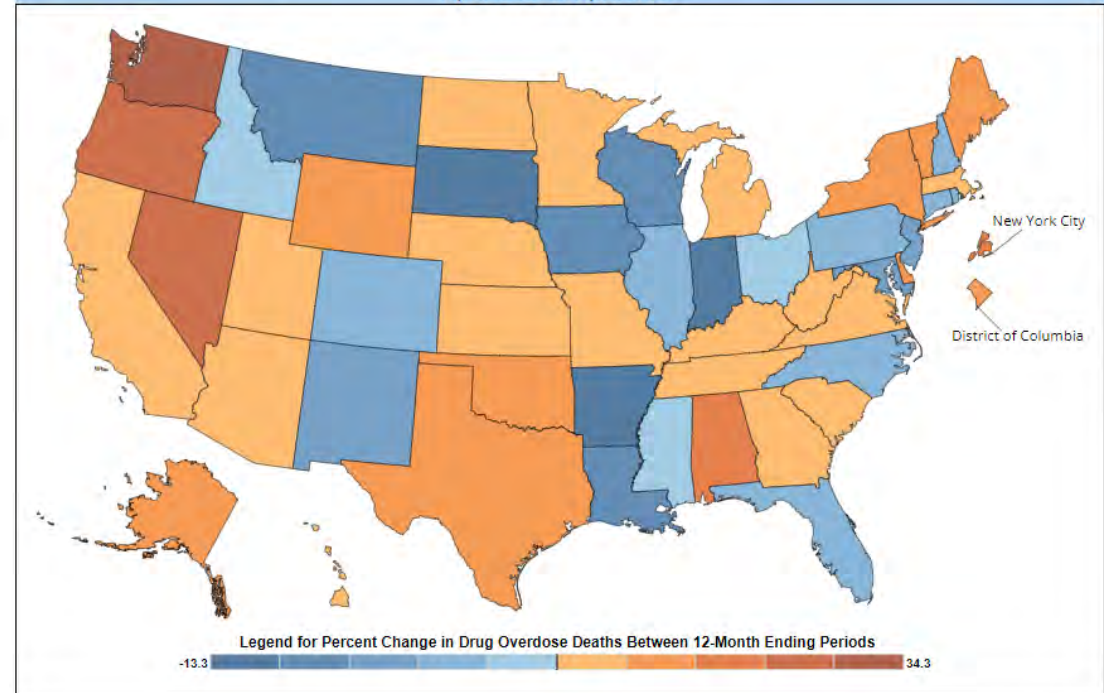 New York City
District of Columbia
Legend for Percent Change in Drug Overdose Deaths Between 12-Month Ending Periods
-13.3
34.3